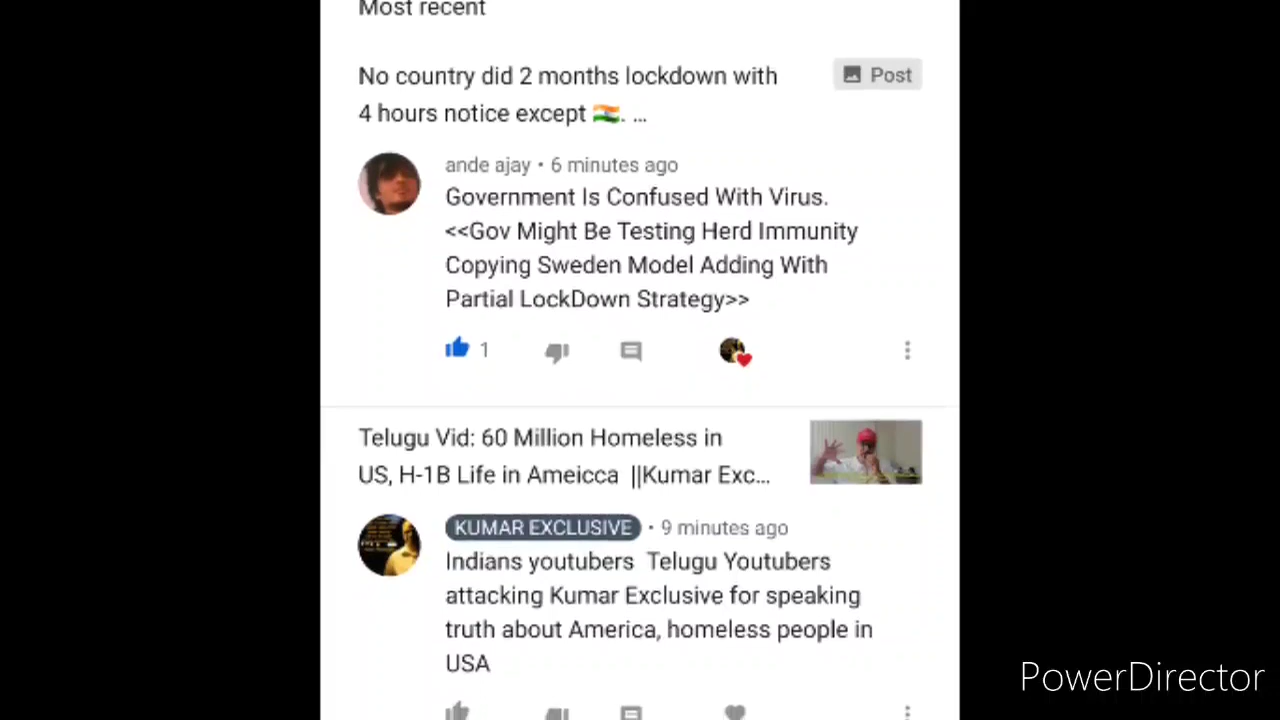 Most recent
No country did 2 months lockdown with
4 hours notice except 🇮🇳. ...
Post
ande ajay • 6 minutes ago
Government Is Confused With Virus.
<<Gov Might Be Testing Herd Immunity
Copying Sweden Model Adding With
Partial LockDown Strategy>>
1
Telugu Vid: 60 Million Homeless in
US, H-1B Life in Ameicca ||Kumar Exc...
KUMAR EXCLUSIVE • 9 minutes ago
Indians youtubers Telugu Youtubers
attacking Kumar Exclusive for speaking
truth about America, homeless people in
USA
PowerDirector